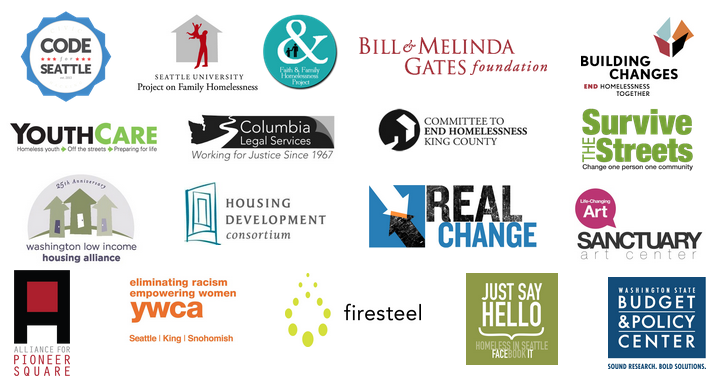 CODE
for
SEATTLE
SEATTLE UNIVERSITY
Project on Family Homelessness
&
Faith & Family
Homelessness
Project
BILL & MELINDA
GATES foundation
BUILDING
CHANGES
END HOMELESSNESS
TOGETHER
YOUTHCARE
Homeless youth Off the streets Preparing for life
Columbia
Legal Services
Working for Justice Since 1967
COMMITTEE TO
END HOMELESSNESS
KING COUNTY
Survive
THE Streets
Change one person one community
25th Anniversary
washington low income
housing alliance
HOUSING
DEVELOPMENT
consortium
REAL
CHANGE
Life-Changing
Art
SANCTUARY
art center
ALLIANCE FOR
PIONEER
SQUARE
eliminating racism
empowering women
ywca
Seattle | King | Snohomish
firesteel
JUST SAY
HELLO
HOMELESS IN SEATTLE
FACEBOOK IT
WASHINGTON STATE
BUDGET
& POLICY
CENTER
SOUND RESEARCH. BOLD SOLUTIONS.